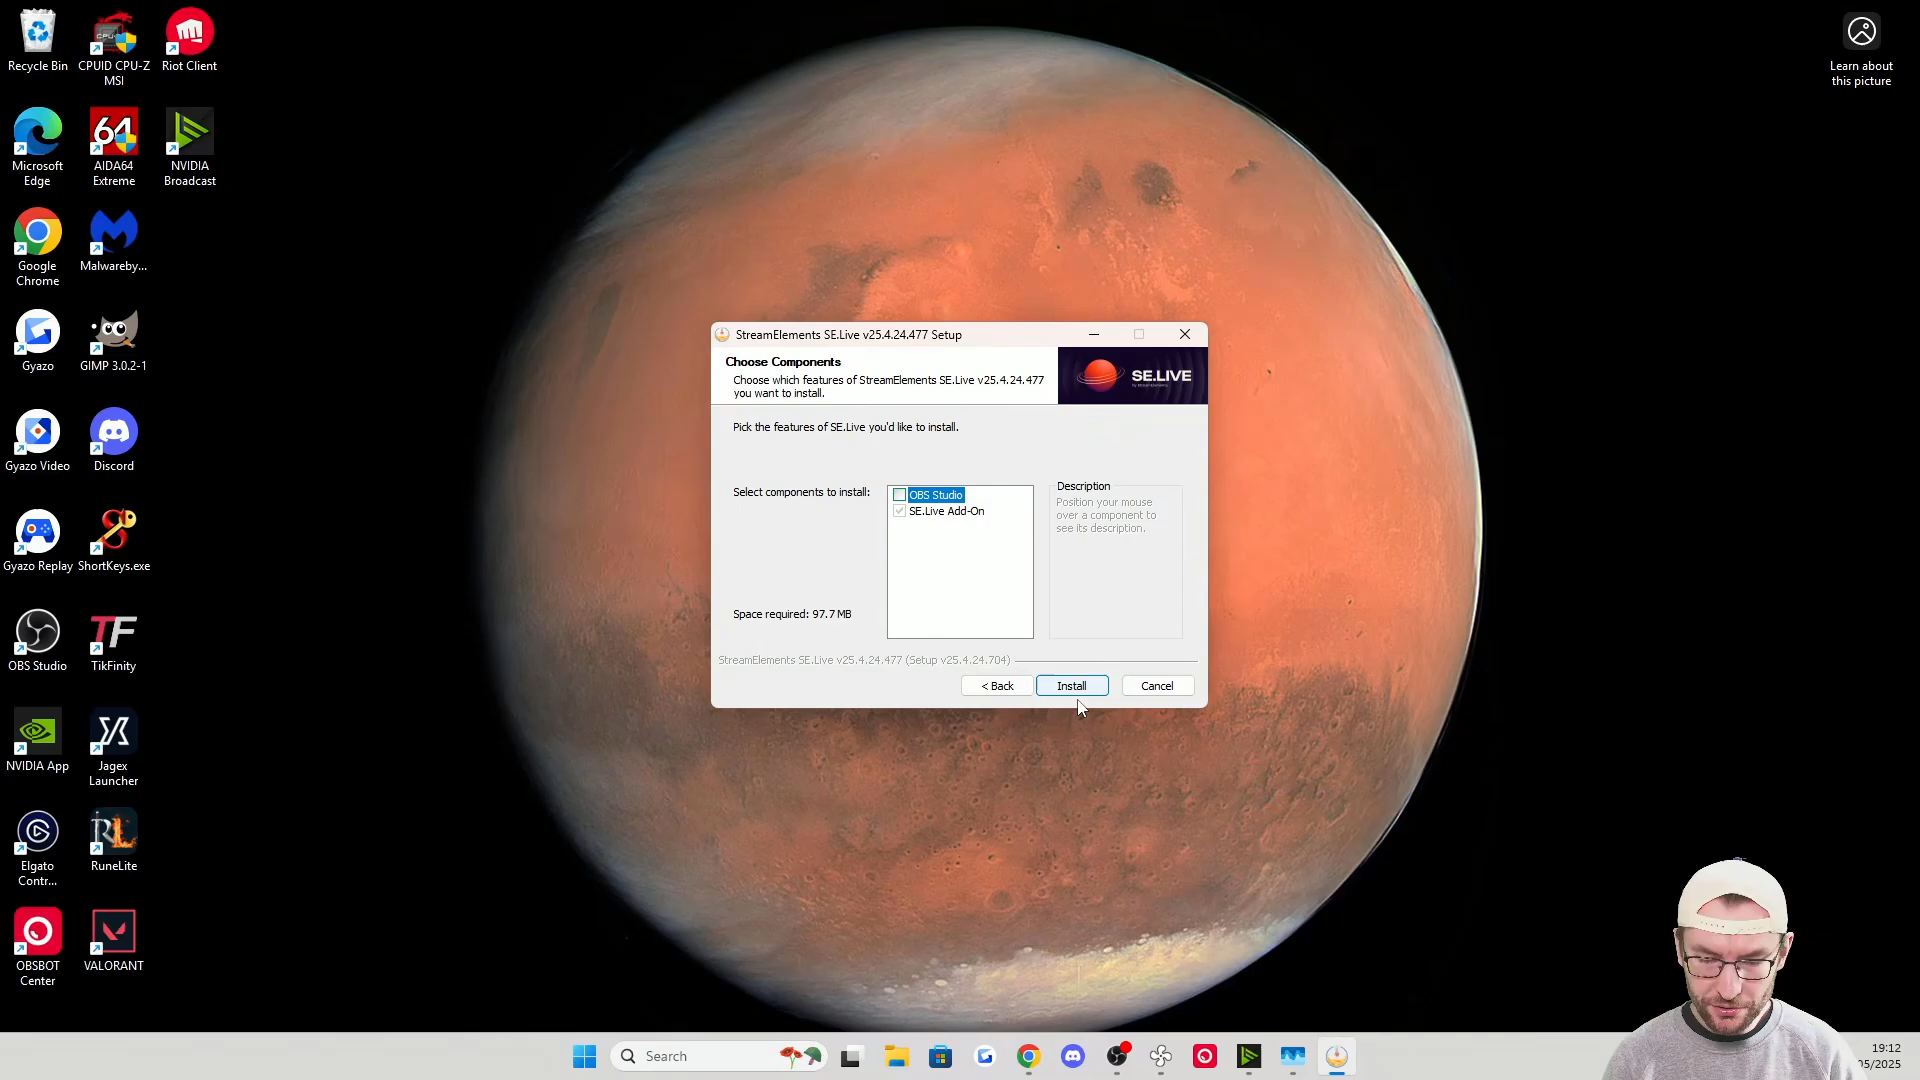 Recycle Bin
CPUID CPU-Z
MSI
Riot Client
Learn about
this picture
Microsoft
Edge
AIDA64
Extreme
NVIDIA
Broadcast
Google
Chrome
Malwareby...
Gyazo
GIMP 3.0.2-1
Gyazo Video
Discord
Gyazo Replay
ShortKeys.exe
OBS Studio
TikFinity
NVIDIA App
Jagex
Launcher
Elgato
Contr...
RuneLite
OBSBOT
Center
VALORANT
StreamElements SE.Live v25.4.24.477 Setup
Choose Components
Choose which features of StreamElements SE.Live v25.4.24.477
you want to install.
SE.LIVE
Pick the features of SE.Live you'd like to install.
Select components to install:
OBS Studio
SE.Live Add-On
Description
Position your mouse
over a component to
see its description.
Space required: 97.7 MB
StreamElements SE.Live v25.4.24.477 (Setup v25.4.24.704)
< Back
Install
Cancel
Search
19:12
05/2025